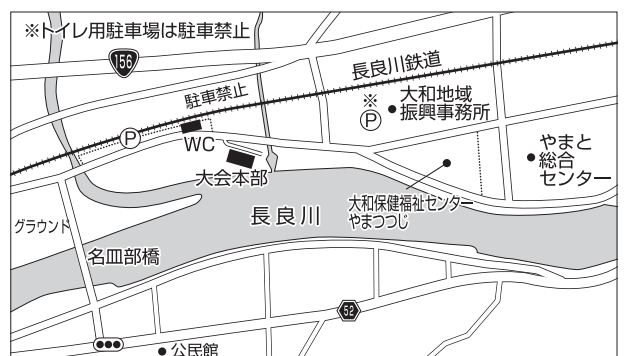 ※トイレ用駐車場は駐車禁止
156
長良川鉄道
駐車禁止
※
P
大和地域
振興事務所
P
WC
やまと
総合
センター
大会本部
大和保健福祉センター
やまつつじ
長良川
グラウンド
名皿部橋
52
公民館